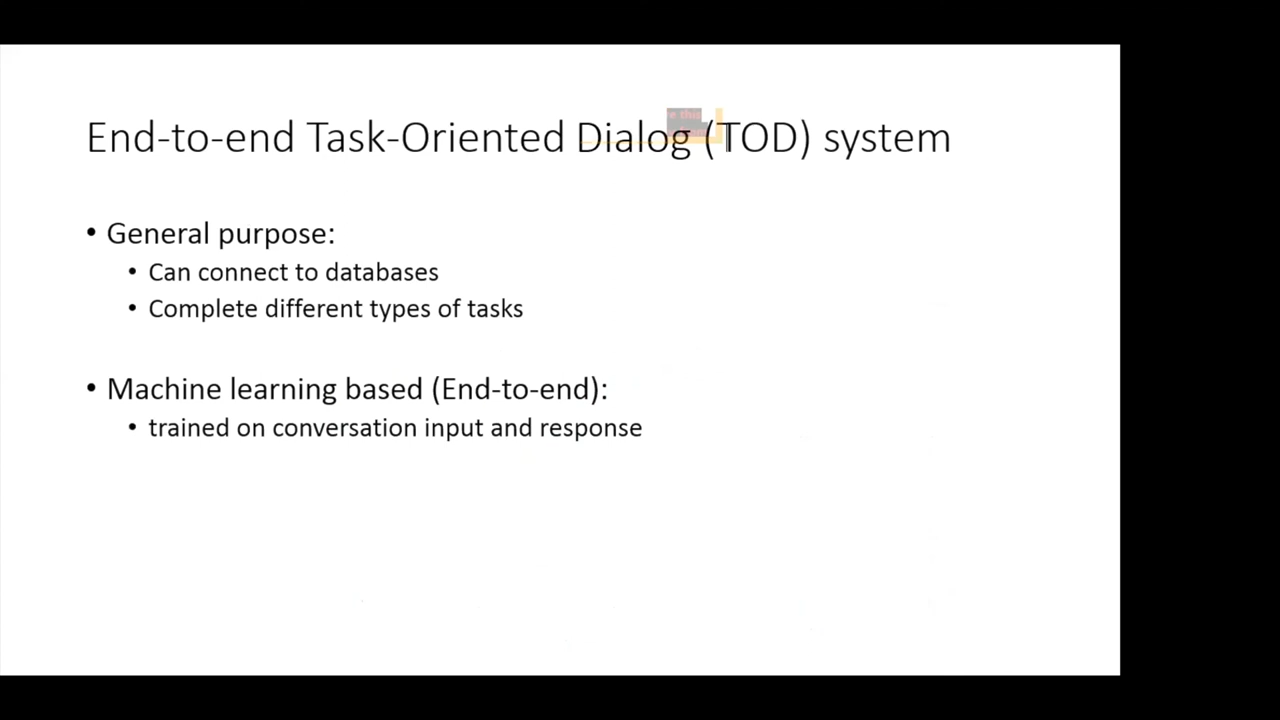 End-to-end Task-Oriented Dialog (TOD) system
• General purpose:
• Can connect to databases
• Complete different types of tasks
• Machine learning based (End-to-end):
• trained on conversation input and response